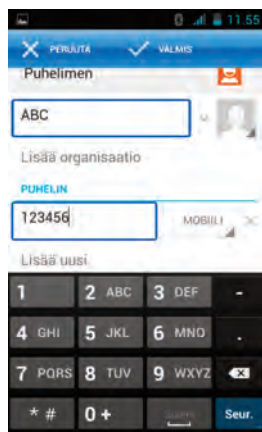 11.55
PERUUTA VALMIS
Puhelimen
ABC
Lisää organisaatio
PUHELIN
123456 MOBIILI
Lisää uusi
1 2 ABC 3 DEF -
4 GHI 5 JKL 6 MNO .
7 PQRS 8 TUV 9 WXYZ
* # 0 + Seur.